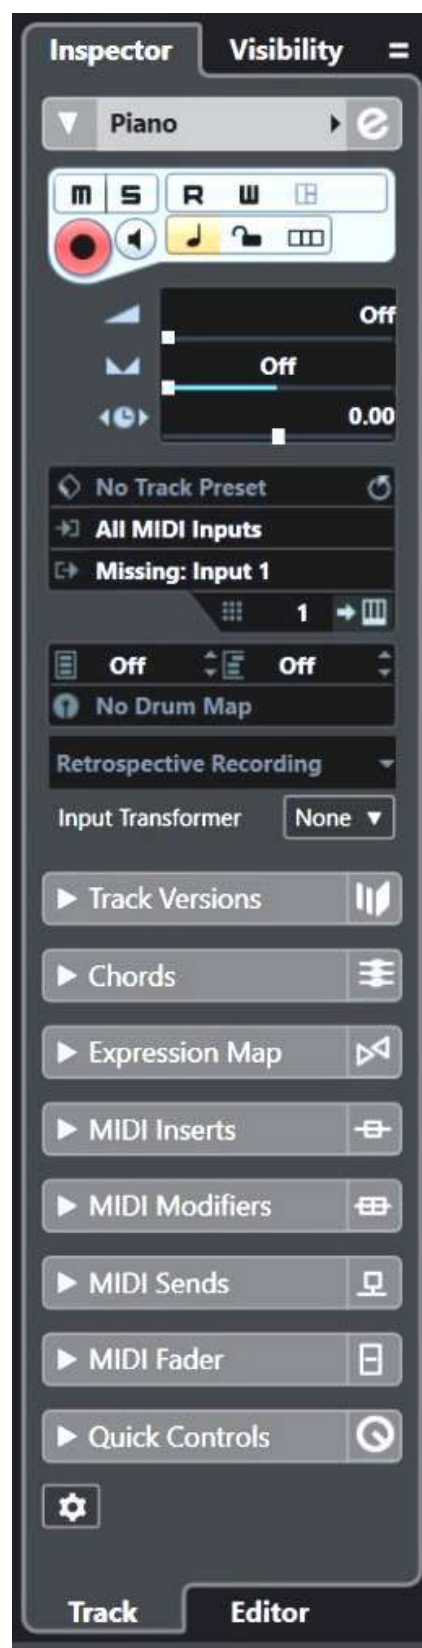 Inspector Visibility
Piano e
M S R W
Off
Off
0.00
No Track Preset
All MIDI Inputs
Missing: Input 1
1
Off Off
No Drum Map
Retrospective Recording
Input Transformer None
Track Versions
Chords
Expression Map
MIDI Inserts
MIDI Modifiers
MIDI Sends
MIDI Fader
Quick Controls
Track Editor